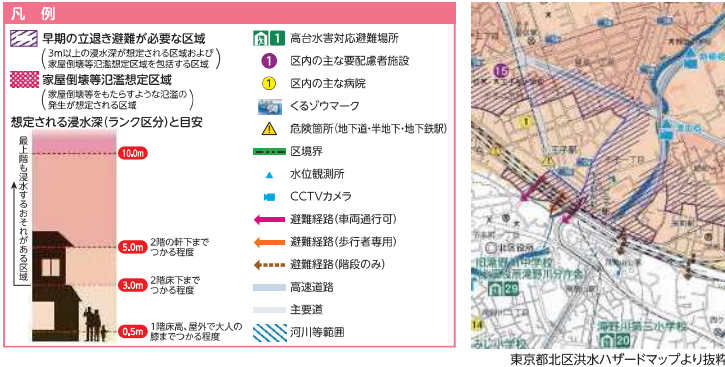 凡 例
早期の立退き避難が必要な区域
3m以上の浸水深が想定される区域および
家屋倒壊等氾濫想定区域を包括する区域
家屋倒壊等氾濫想定区域
家屋倒壊等をもたらすような氾濫の
発生が想定される区域
想定される浸水深(ランク区分)と目安
最上階も浸水するおそれがある区域
10.0m
5.0m
2階の軒下まで
つかる程度
3.0m
2階床下まで
つかる程度
0.5m
1階床高、屋外で大人の
膝までつかる程度
1 高台水害対応避難場所
1 区内の主な要配慮者施設
1 区内の主な病院
くるゾウマーク
危険箇所(地下道・半地下・地下鉄駅)
区境界
水位観測所
CCTVカメラ
避難経路(車両通行可)
避難経路(歩行者専用)
避難経路(階段のみ)
高速道路
主要道
河川等範囲
15
1
王子駅
北区役所
29
14
滝野川第三小学校
20
東京都北区洪水ハザードマップより抜粋